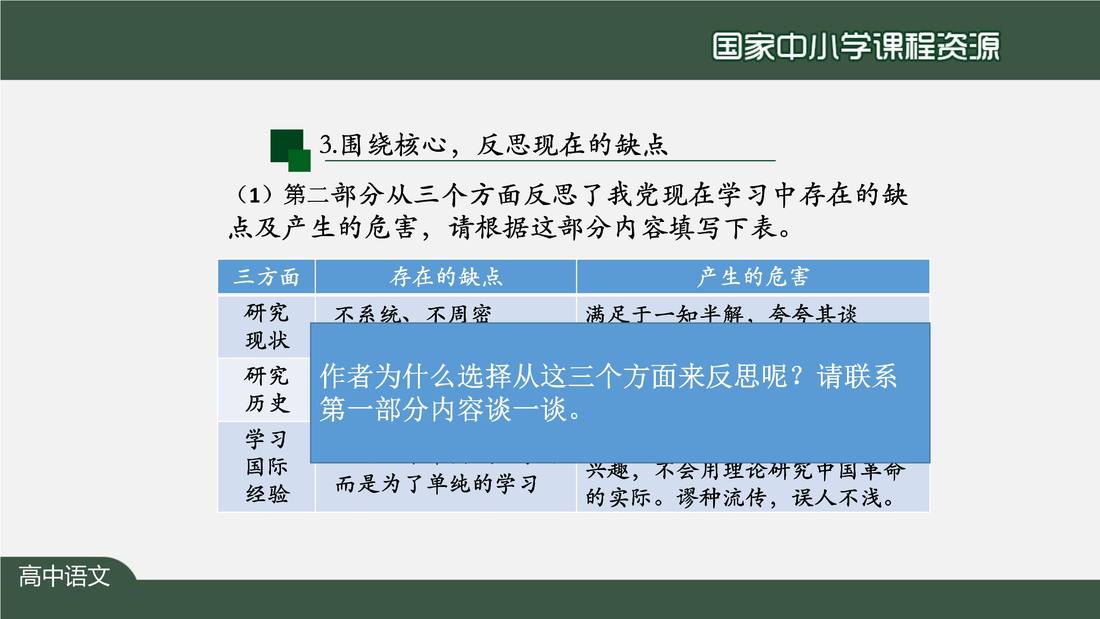 国家中小学课程资源
3.围绕核心，反思现在的缺点
（1）第二部分从三个方面反思了我党现在学习中存在的缺
点及产生的危害，请根据这部分内容填写下表。
三方面 存在的缺点 产生的危害
研究
现状
不系统、不周密
满足于一知半解，夸夸其谈
作者为什么选择从这三个方面来反思呢？请联系
第一部分内容谈一谈。
研究
历史
学习
国际
经验
而是为了单纯的学习
兴趣，不会用理论研究中国革命
的实际。谬种流传，误人不浅。
高中语文